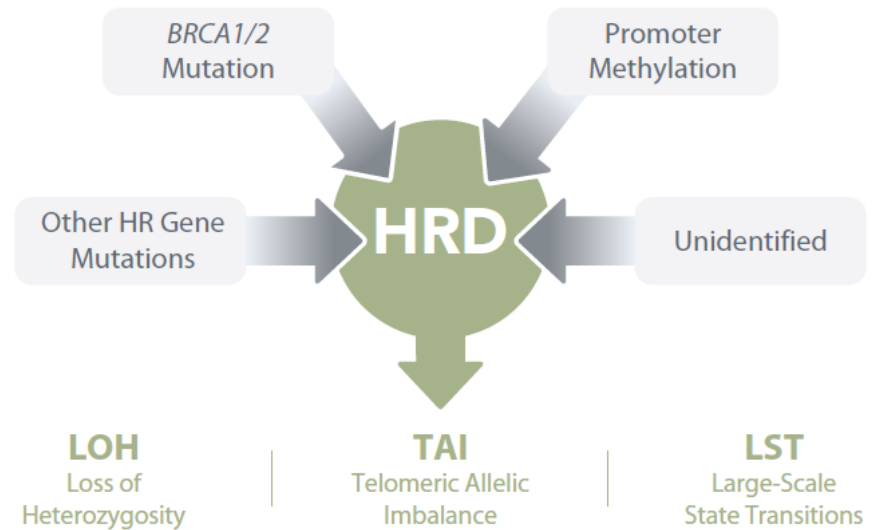 BRCA1/2
Mutation
Promoter
Methylation
Other HR Gene
Mutations
HRD
Unidentified
LOH
Loss of
Heterozygosity
TAI
Telomeric Allelic
Imbalance
LST
Large-Scale
State Transitions